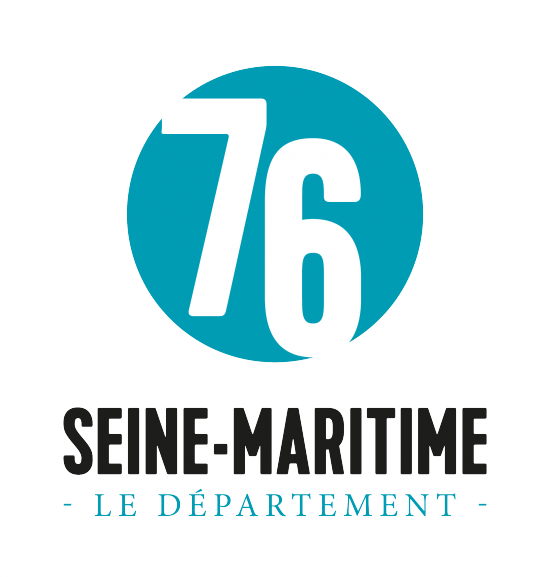 76
SEINE-MARITIME
- LE DÉPARTEMENT -